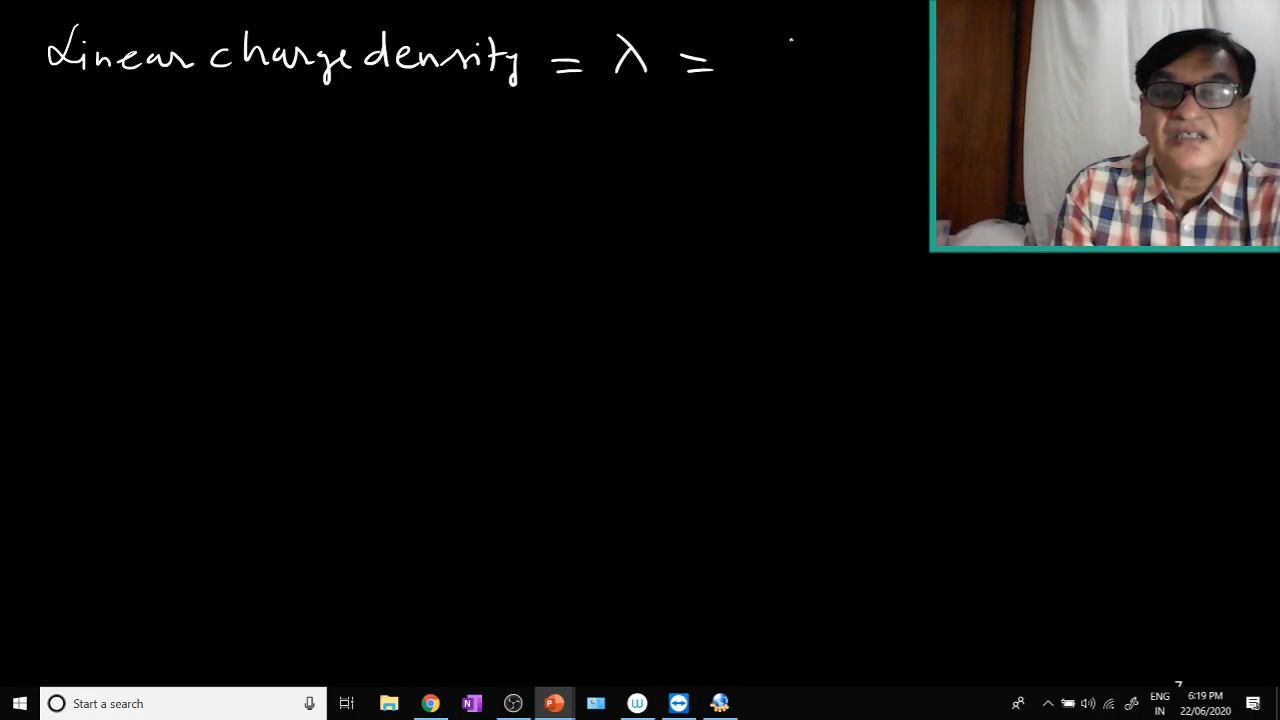 Linear charge density = λ =
Start a search
ENG 6:19 PM
IN 22/06/2020